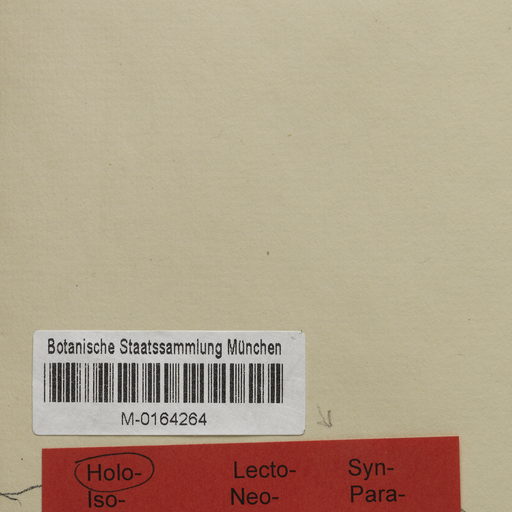 Botanische Staatssammlung München
M-0164264
Holo- Lecto- Syn-
Iso- Neo- Para-